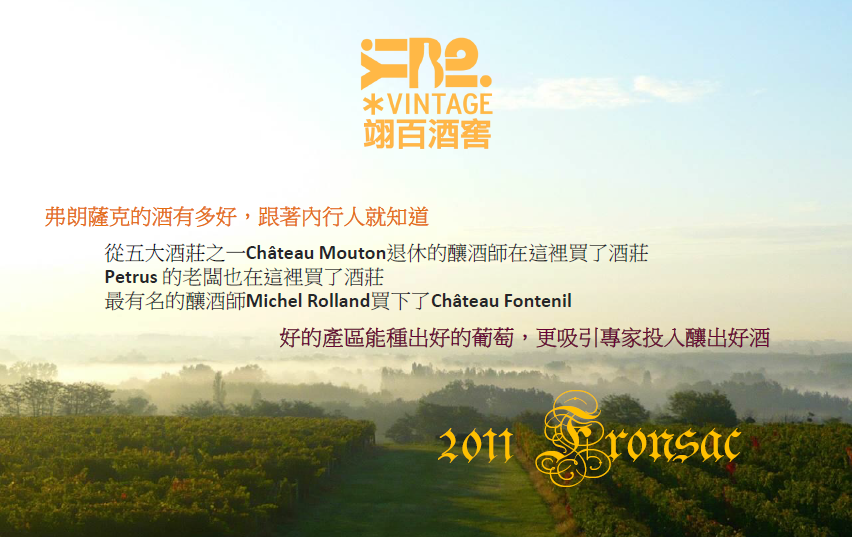 YRB.
*VINTAGE
翊百酒窖
弗朗薩克的酒有多好，跟著內行人就知道
從五大酒莊之一Château Mouton退休的釀酒師在這裡買了酒莊
Petrus 的老闆也在這裡買了酒莊
最有名的釀酒師Michel Rolland買下了Château Fontenil
好的產區能種出好的葡萄，更吸引專家投入釀出好酒
2011 Fronsac